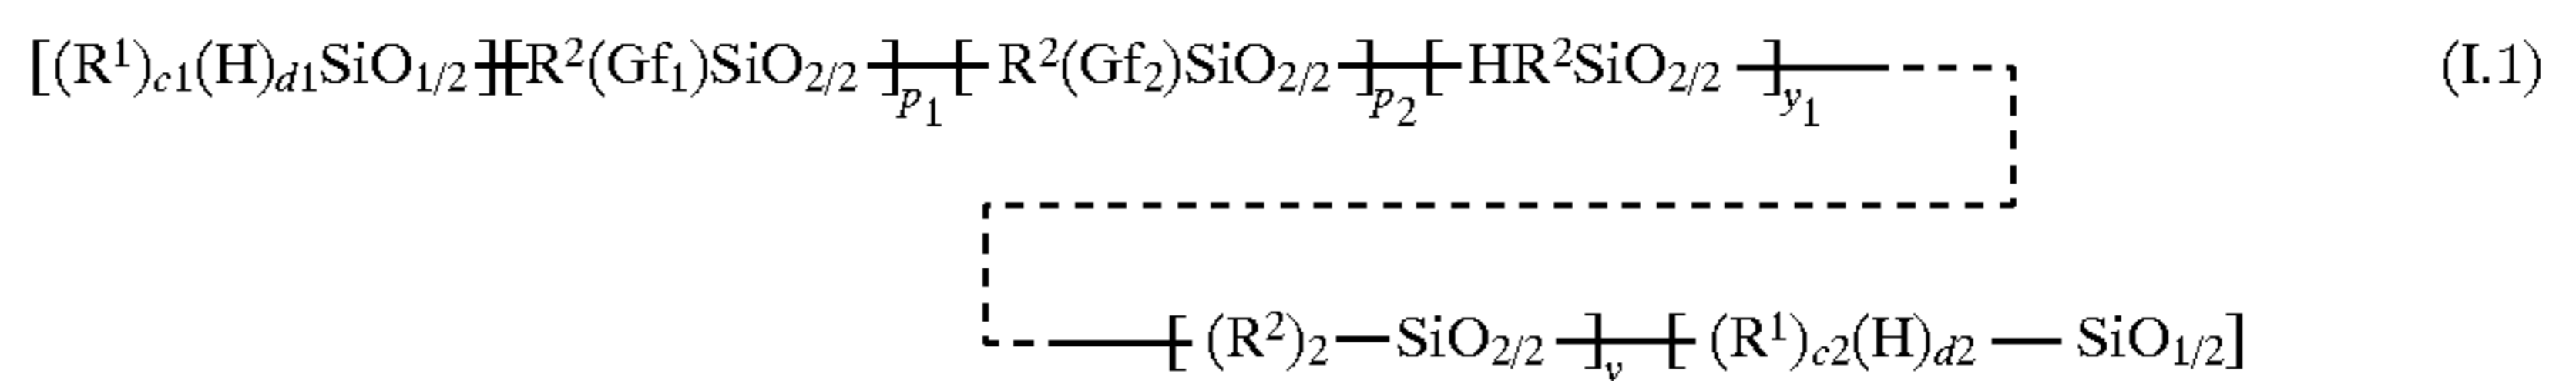 [(R¹)c1(H)d1SiO1/2][R²(Gf₁)SiO2/2]p₁[R²(Gf₂)SiO2/2]p₂[HR²SiO2/2]y₁ (I.1)
[(R²)₂—SiO2/2]v[(R¹)c2(H)d2—SiO1/2]